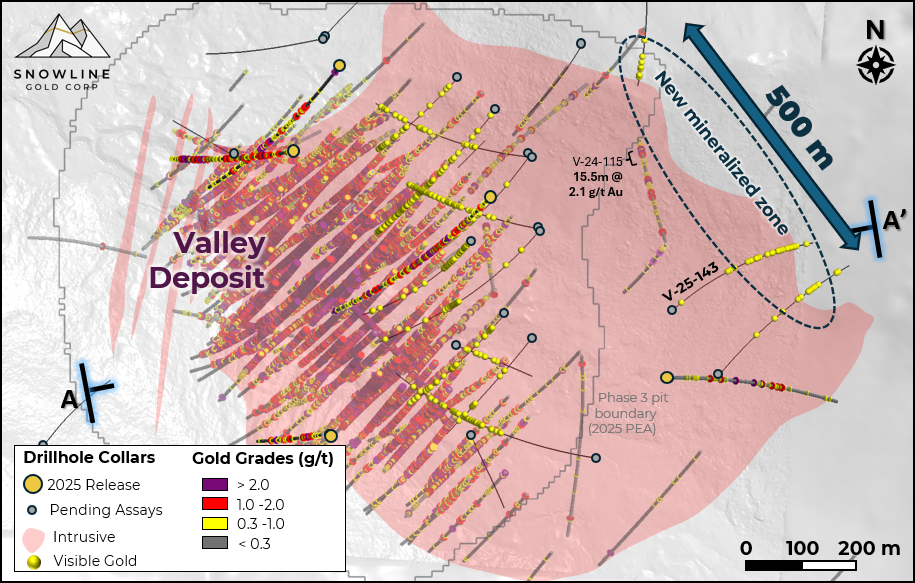 SNOWLINE
GOLD CORP
N
500 m
New mineralized zone
V-24-115
15.5m @
2.1 g/t Au
A'
Valley
Deposit
V-25-143
A
Phase 3 pit
boundary
(2025 PEA)
Drillhole Collars
2025 Release
Pending Assays
Intrusive
Visible Gold
Gold Grades (g/t)
> 2.0
1.0 -2.0
0.3 -1.0
< 0.3
0 100 200 m